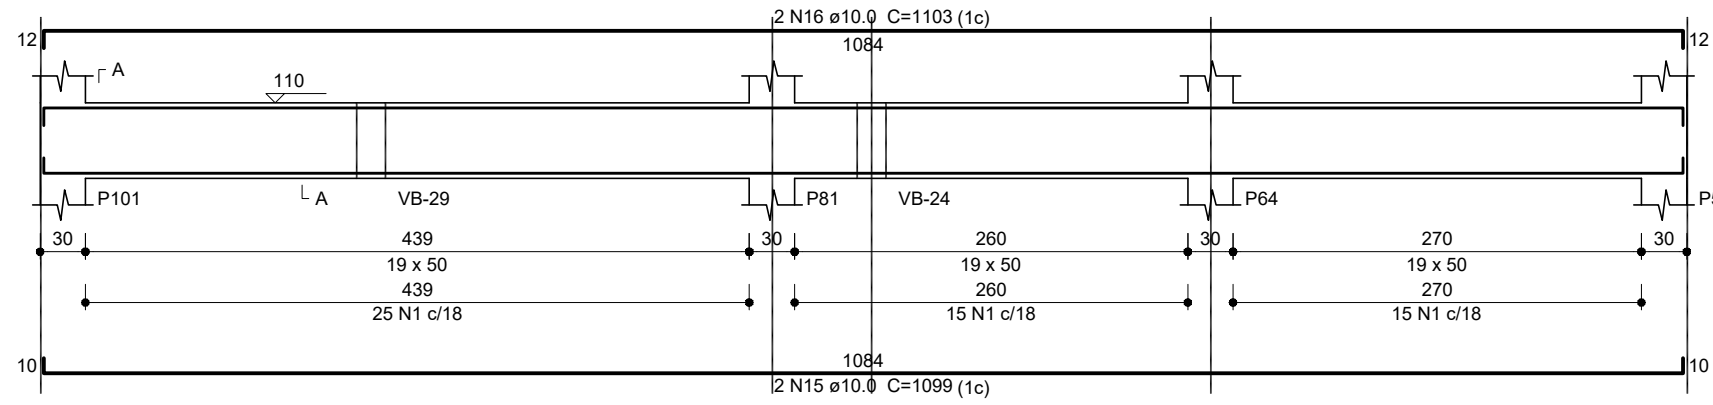 2 N16 ø10.0 C=1103 (1c)
12
1084
12
A
110
P101
A
VB-29
P81
VB-24
P64
30
439
30
260
30
270
30
19 x 50
19 x 50
19 x 50
439
260
270
25 N1 c/18
15 N1 c/18
15 N1 c/18
10
1084
10
2 N15 ø10.0 C=1099 (1c)